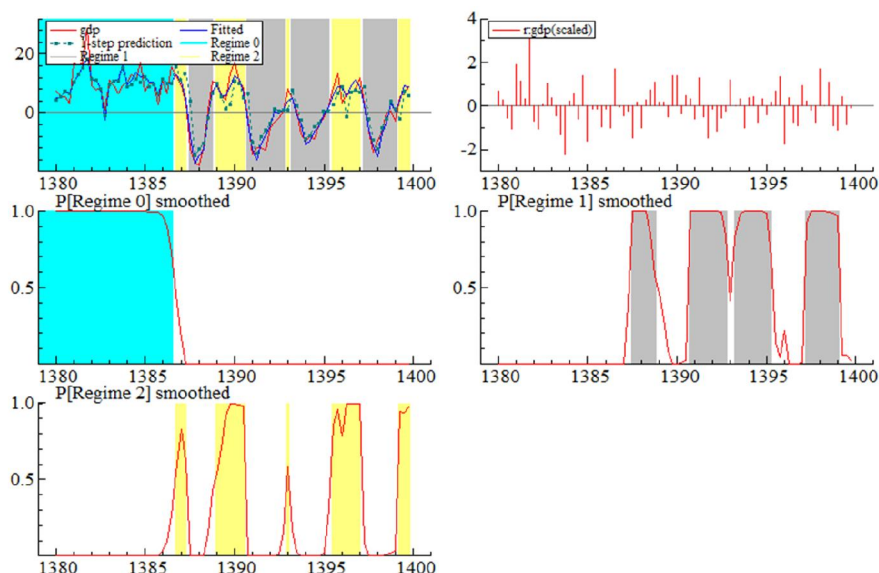 gdp Fitted
1-step prediction Regime 0
Regime 1 Regime 2
20
0
1380 1385 1390 1395 1400
r:gdp(scaled)
2
0
-2
1380 1385 1390 1395 1400
P[Regime 0] smoothed
1.0
0.5
1380 1385 1390 1395 1400
P[Regime 1] smoothed
1.0
0.5
1380 1385 1390 1395 1400
P[Regime 2] smoothed
1.0
0.5
1380 1385 1390 1395 1400